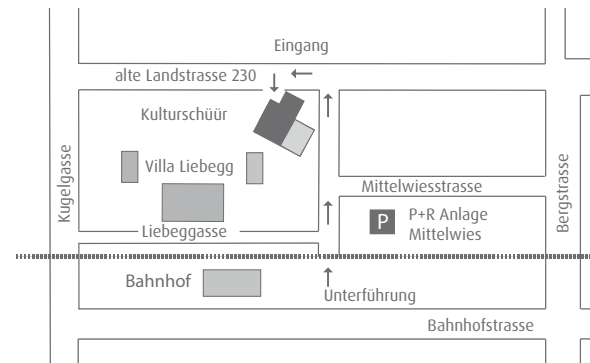 Eingang
alte Landstrasse 230
Kulturschüür
Villa Liebegg
Kugelgasse
Liebeggasse
Mittelwiesstrasse
P
P+R Anlage
Mittelwies
Bergstrasse
Bahnhof
Unterführung
Bahnhofstrasse